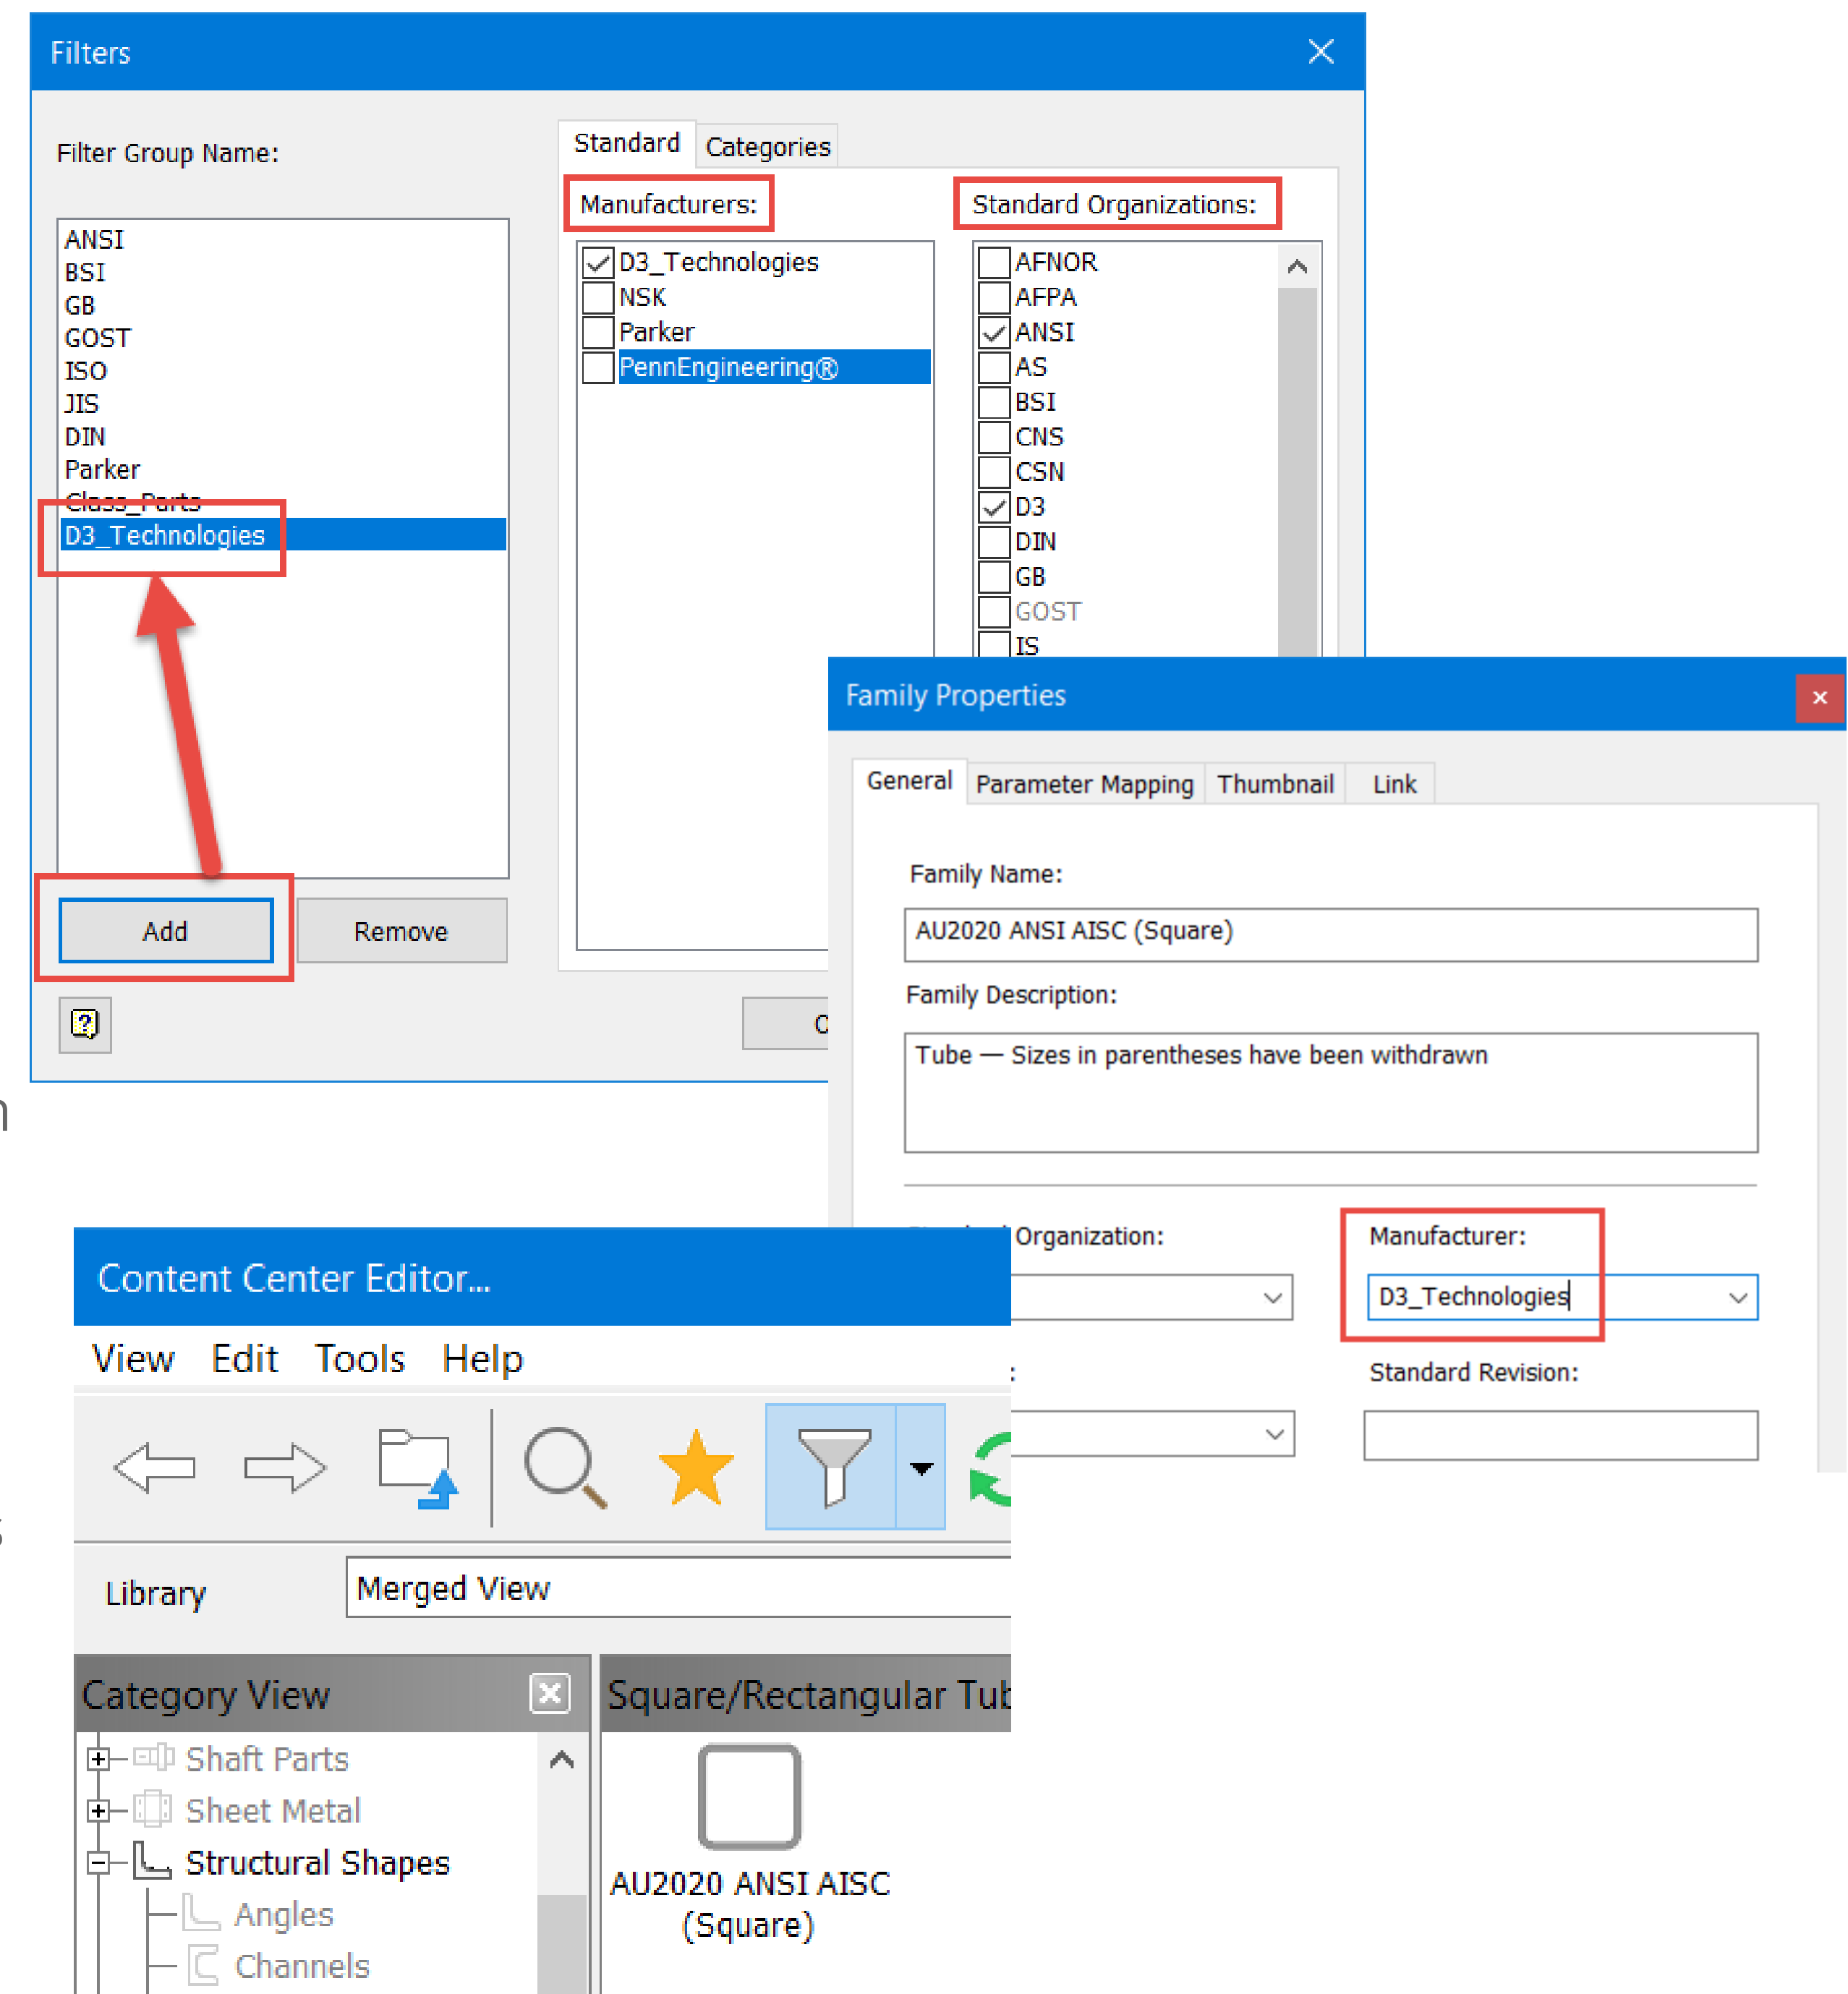 Filters
Filter Group Name:
ANSI
BSI
GB
GOST
ISO
JIS
DIN
Parker
Class_Parts
D3_Technologies
Add
Remove
Standard
Categories
Manufacturers:
D3_Technologies
NSK
Parker
PennEngineering®
Standard Organizations:
AFNOR
AFPA
ANSI
AS
BSI
CNS
CSN
D3
DIN
GB
GOST
IS
Family Properties
General
Parameter Mapping
Thumbnail
Link
Family Name:
AU2020 ANSI AISC (Square)
Family Description:
Tube — Sizes in parentheses have been withdrawn
Organization:
Manufacturer:
D3_Technologies
Standard Revision:
Content Center Editor...
View Edit Tools Help
Library
Merged View
Category View
Shaft Parts
Sheet Metal
Structural Shapes
Angles
Channels
Square/Rectangular Tub
AU2020 ANSI AISC
(Square)